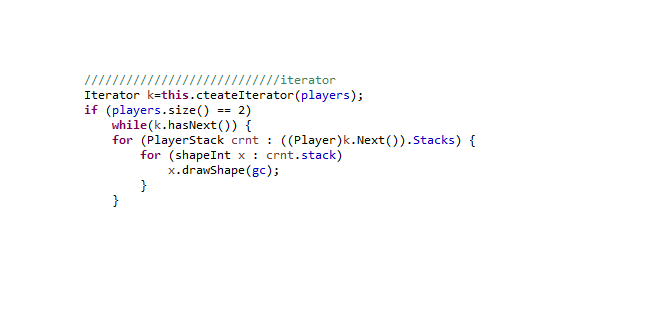 ////////////////////////////iterator
Iterator k=this.cteateIterator(players);
if (players.size() == 2)
    while(k.hasNext()) {
    for (PlayerStack crnt : ((Player)k.Next()).Stacks) {
        for (shapeInt x : crnt.stack)
            x.drawShape(gc);
        }
    }